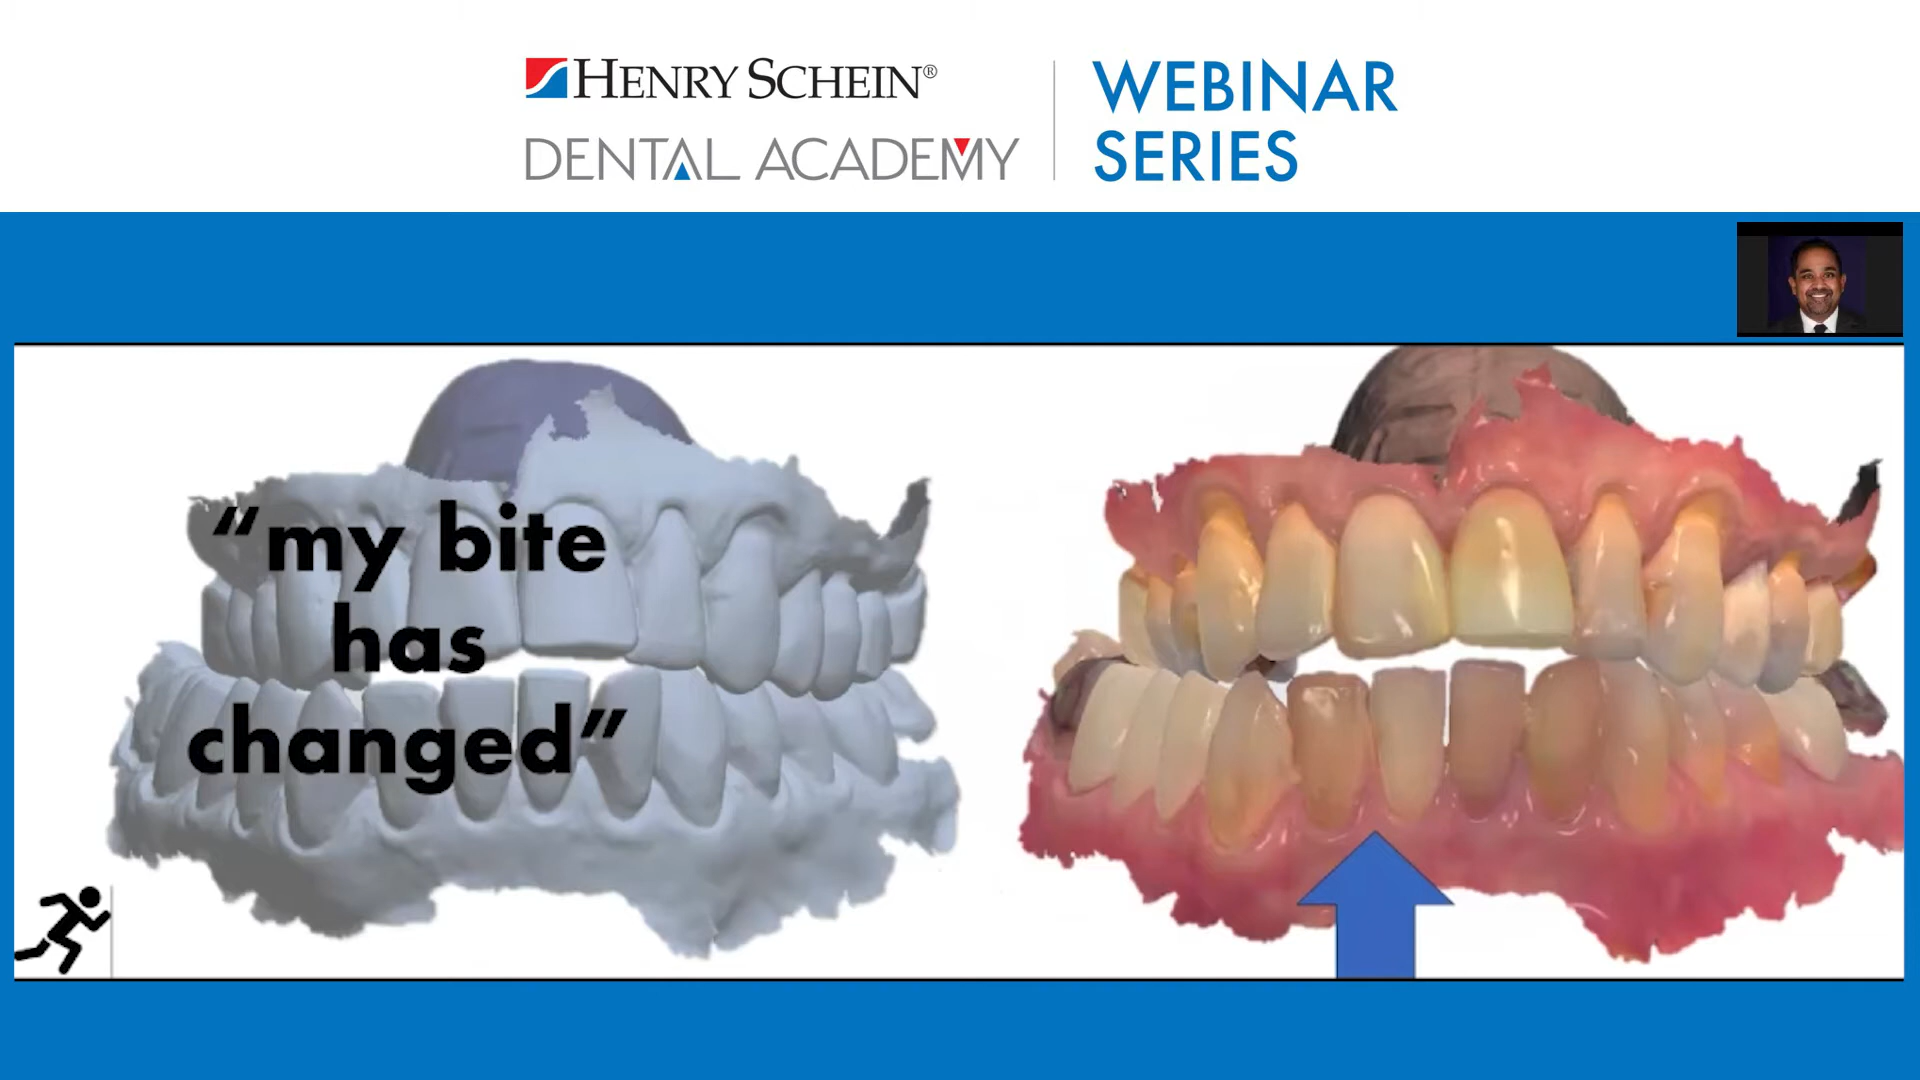 HENRY SCHEIN®
DENTAL ACADEMY
WEBINAR
SERIES
“my bite
has
changed”